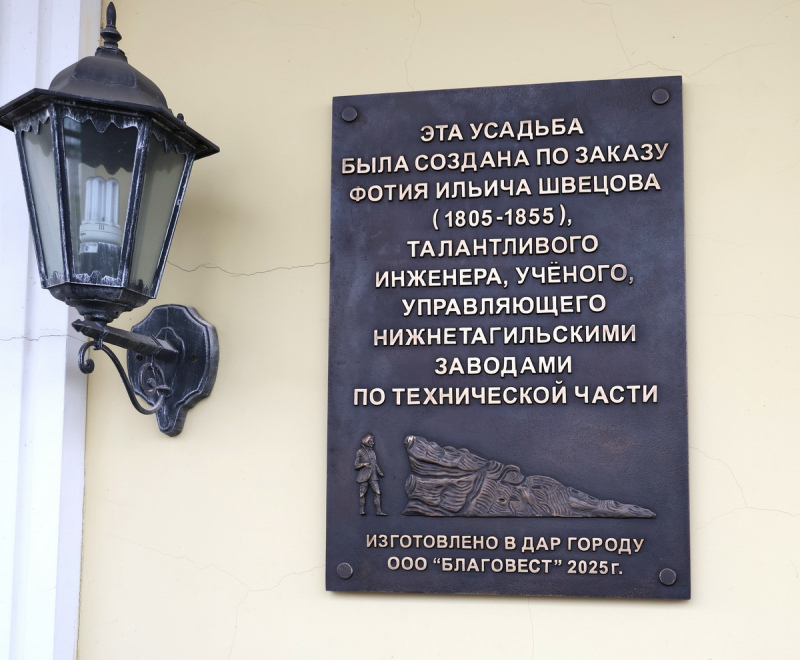 ЭТА УСАДЬБА
БЫЛА СОЗДАНА ПО ЗАКАЗУ
ФОТИЯ ИЛЬИЧА ШВЕЦОВА
(1805-1855),
ТАЛАНТЛИВОГО
ИНЖЕНЕРА, УЧЁНОГО,
УПРАВЛЯЮЩЕГО
НИЖНЕТАГИЛЬСКИМИ
ЗАВОДАМИ
ПО ТЕХНИЧЕСКОЙ ЧАСТИ
ИЗГОТОВЛЕНО В ДАР ГОРОДУ
ООО "БЛАГОВЕСТ" 2025г.